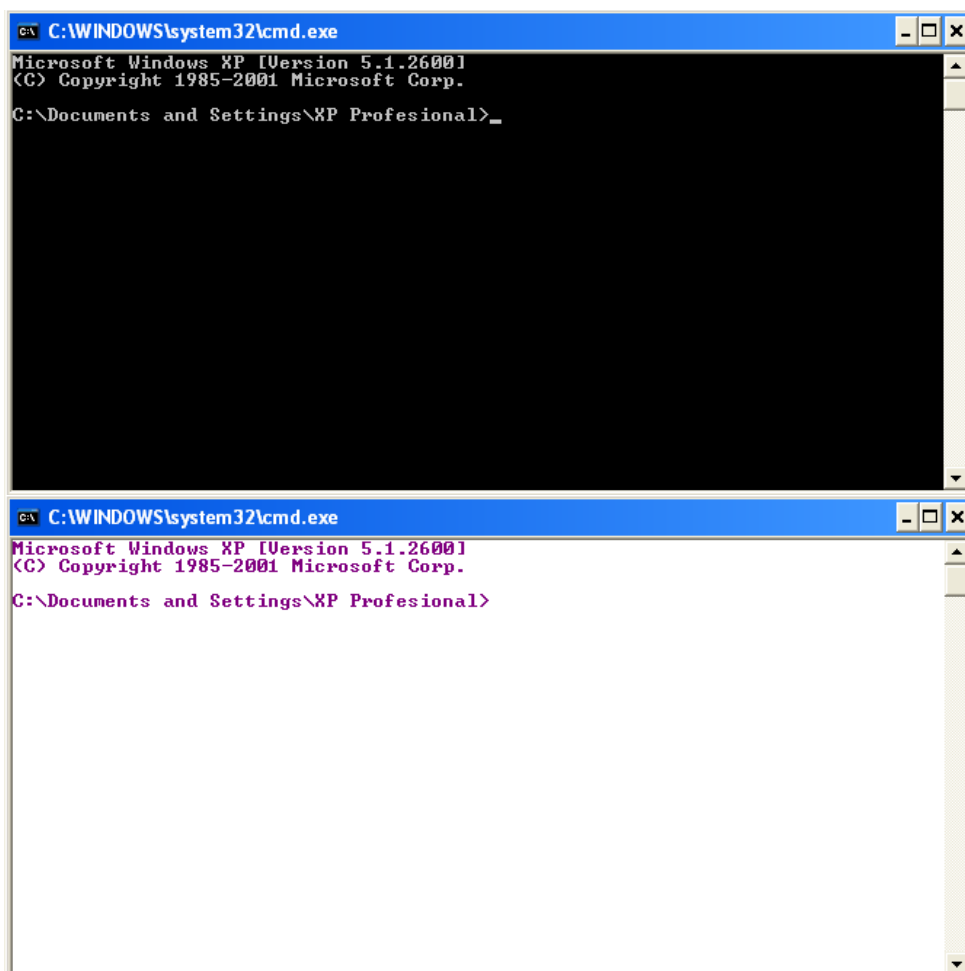 C:\WINDOWS\system32\cmd.exe
Microsoft Windows XP [Version 5.1.2600]
(C) Copyright 1985-2001 Microsoft Corp.
C:\Documents and Settings\XP Profesional>_
C:\WINDOWS\system32\cmd.exe
Microsoft Windows XP [Version 5.1.2600]
(C) Copyright 1985-2001 Microsoft Corp.
C:\Documents and Settings\XP Profesional>